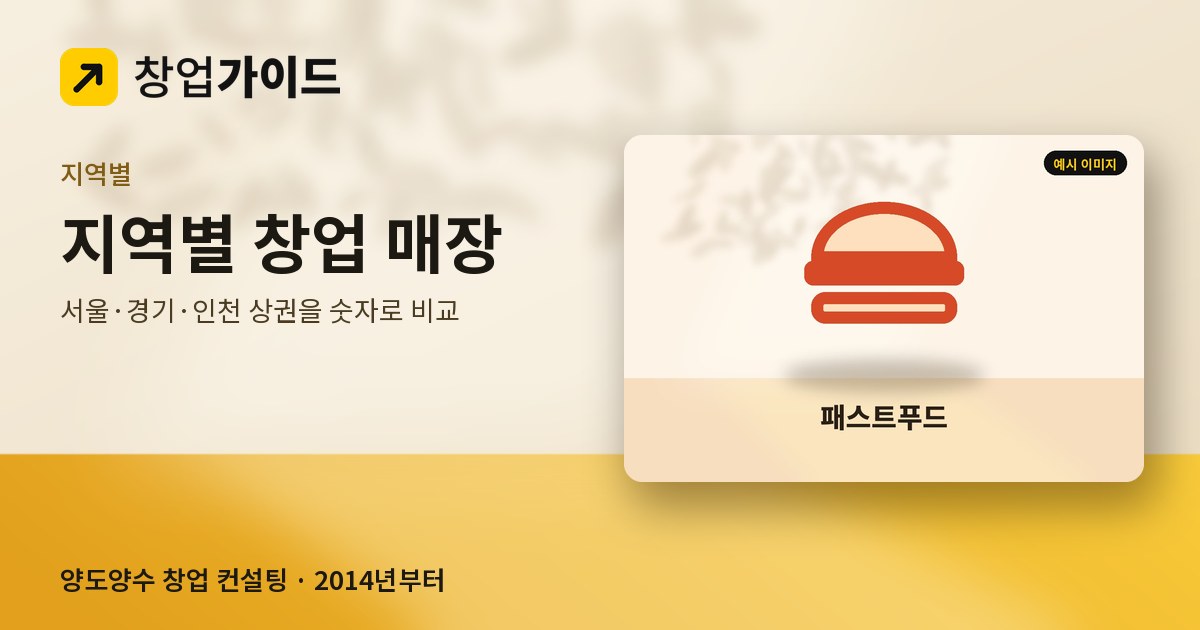 창업가이드
지역별
지역별 창업 매장
서울·경기·인천 상권을 숫자로 비교
예시 이미지
패스트푸드
양도양수 창업 컨설팅 · 2014년부터